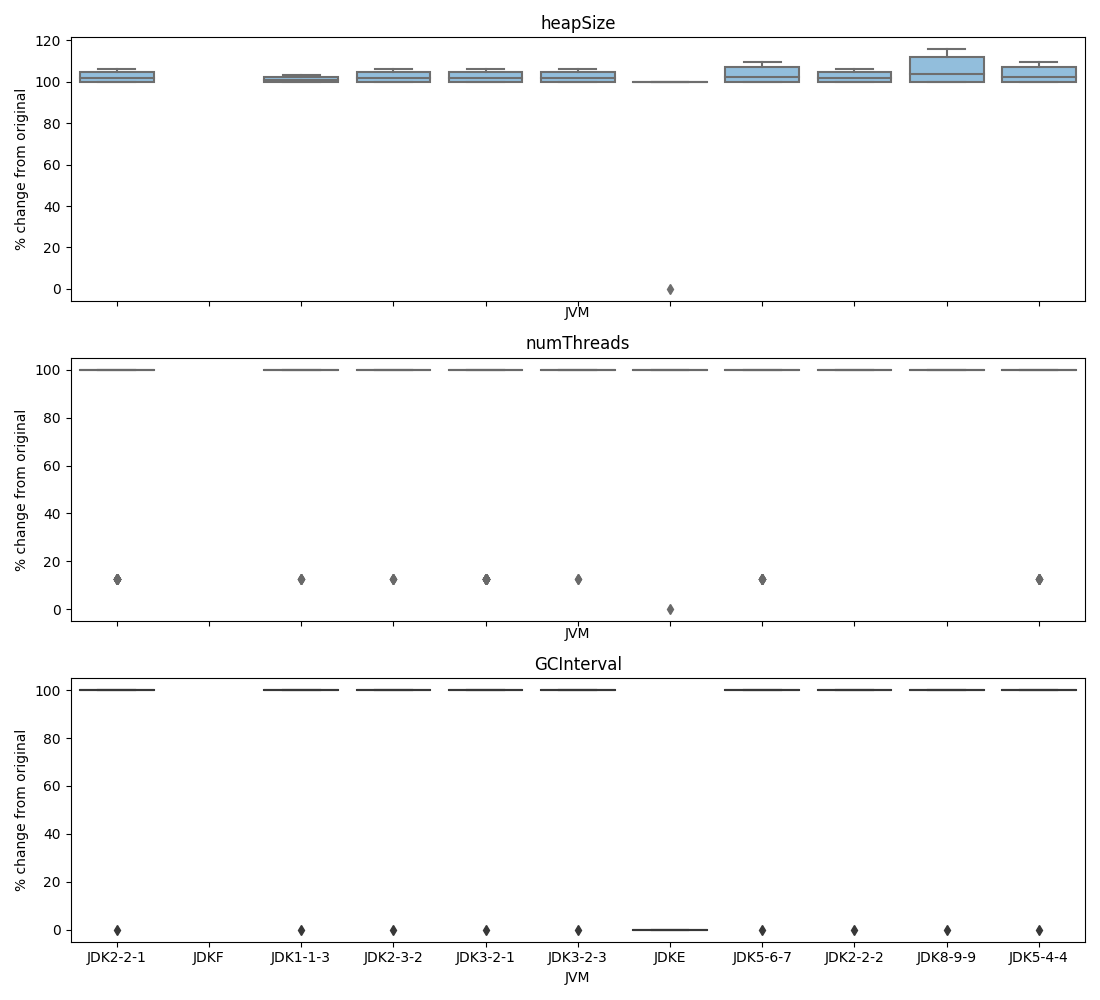 heapSize
% change from original
120
100
80
60
40
20
0
JVM
numThreads
% change from original
100
80
60
40
20
0
JVM
GCInterval
% change from original
100
80
60
40
20
0
JDK2-2-1 JDKF JDK1-1-3 JDK2-3-2 JDK3-2-1 JDK3-2-3 JDKE JDK5-6-7 JDK2-2-2 JDK8-9-9 JDK5-4-4
JVM